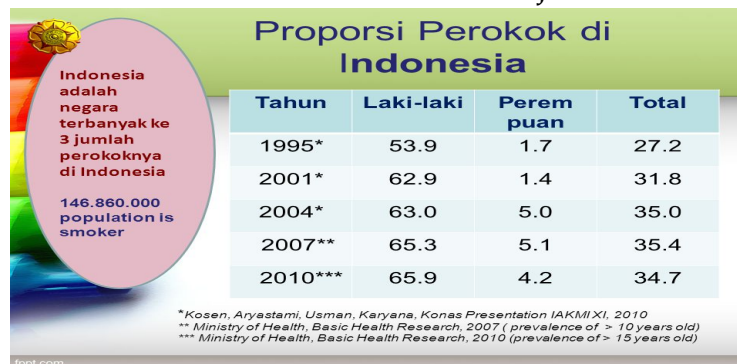 Proporsi Perokok di
Indonesia
Indonesia
adalah
negara
terbanyak ke
3 jumlah
perokoknya
di Indonesia
146.860.000
population is
smoker
Tahun Laki-laki Perem
puan Total
1995* 53.9 1.7 27.2
2001* 62.9 1.4 31.8
2004* 63.0 5.0 35.0
2007** 65.3 5.1 35.4
2010*** 65.9 4.2 34.7
*Kosen, Aryastami, Usman, Karyana, Konas Presentation IAKMI XI, 2010
** Ministry of Health, Basic Health Research, 2007 ( prevalence of > 10 years old)
*** Ministry of Health, Basic Health Research, 2010 (prevalence of > 15 years old)
fppt.com